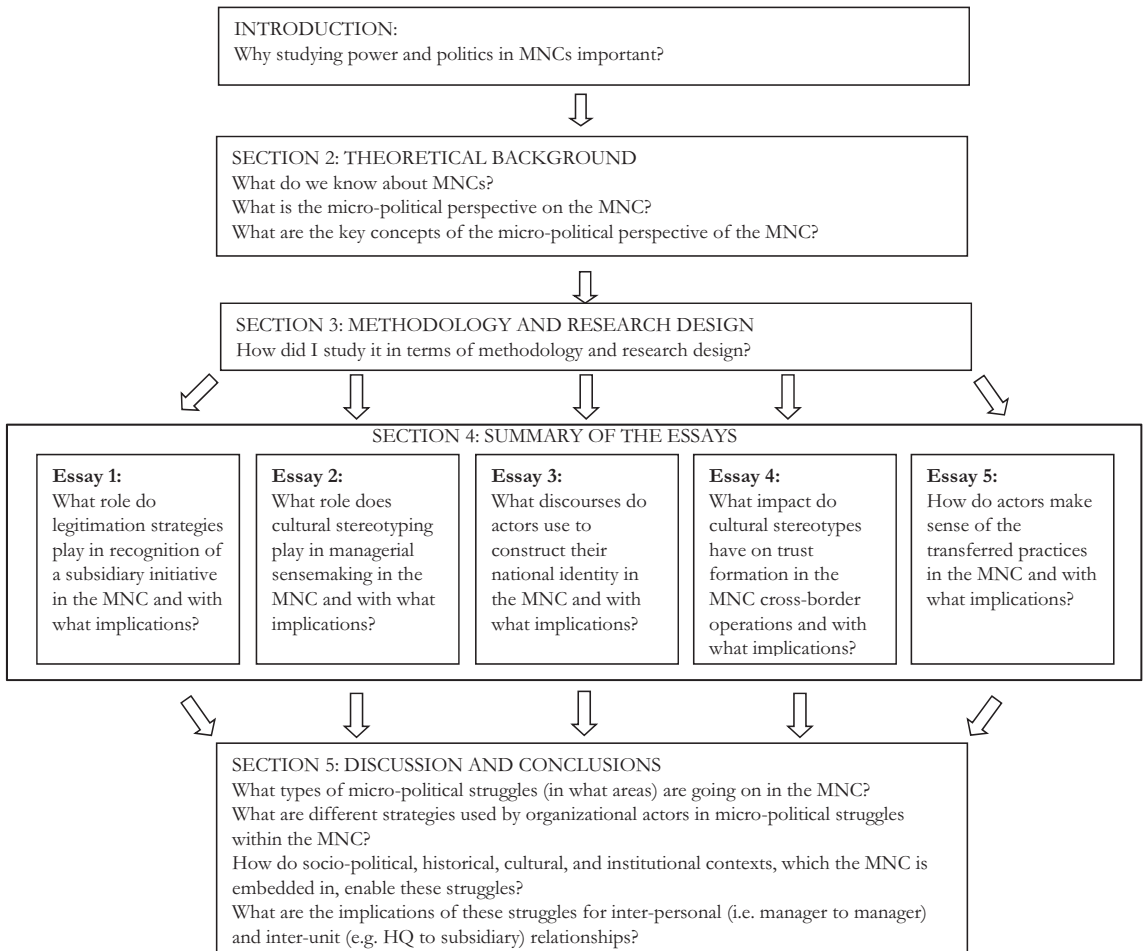 INTRODUCTION:
Why studying power and politics in MNCs important?
SECTION 2: THEORETICAL BACKGROUND
What do we know about MNCs?
What is the micro-political perspective on the MNC?
What are the key concepts of the micro-political perspective of the MNC?
SECTION 3: METHODOLOGY AND RESEARCH DESIGN
How did I study it in terms of methodology and research design?
SECTION 4: SUMMARY OF THE ESSAYS
Essay 1:
What role do
legitimation strategies
play in recognition of
a subsidiary initiative
in the MNC and with
what implications?
Essay 2:
What role does
cultural stereotyping
play in managerial
sensemaking in the
MNC and with what
implications?
Essay 3:
What discourses do
actors use to
construct their
national identity in
the MNC and with
what implications?
Essay 4:
What impact do
cultural stereotypes
have on trust
formation in the
MNC cross-border
operations and with
what implications?
Essay 5:
How do actors make
sense of the
transferred practices
in the MNC and with
what implications?
SECTION 5: DISCUSSION AND CONCLUSIONS
What types of micro-political struggles (in what areas) are going on in the MNC?
What are different strategies used by organizational actors in micro-political struggles
within the MNC?
How do socio-political, historical, cultural, and institutional contexts, which the MNC is
embedded in, enable these struggles?
What are the implications of these struggles for inter-personal (i.e. manager to manager)
and inter-unit (e.g. HQ to subsidiary) relationships?